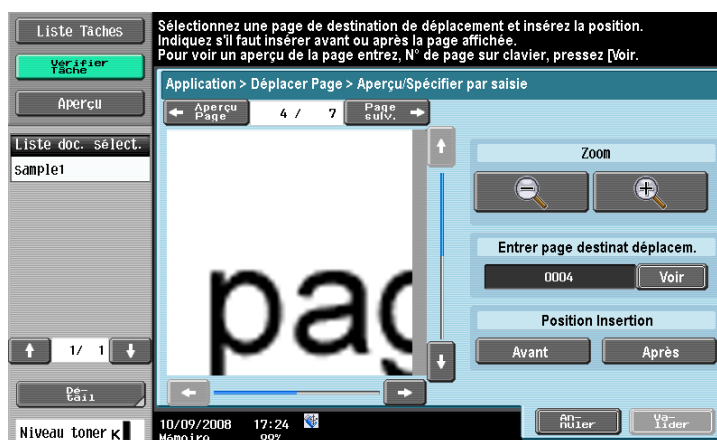 Liste Tâches
Vérifier
Tâche
Aperçu
Liste doc. sélect.
sample1
1/ 1
Dé-
tail
Niveau toner K
Sélectionnez une page de destination de déplacement et insérez la position.
Indiquez s'il faut insérer avant ou après la page affichée.
Pour voir un aperçu de la page entrez, N° de page sur clavier, pressez [Voir.
Application > Déplacer Page > Aperçu/Spécifier par saisie
Aperçu
Page
4 / 7
Page
suiv.
pag
Zoom
Entrer page destinat déplacem.
0004
Voir
Position Insertion
Avant
Après
10/09/2008 17:24
Mémoire 99%
An-
nuler
Va-
lider